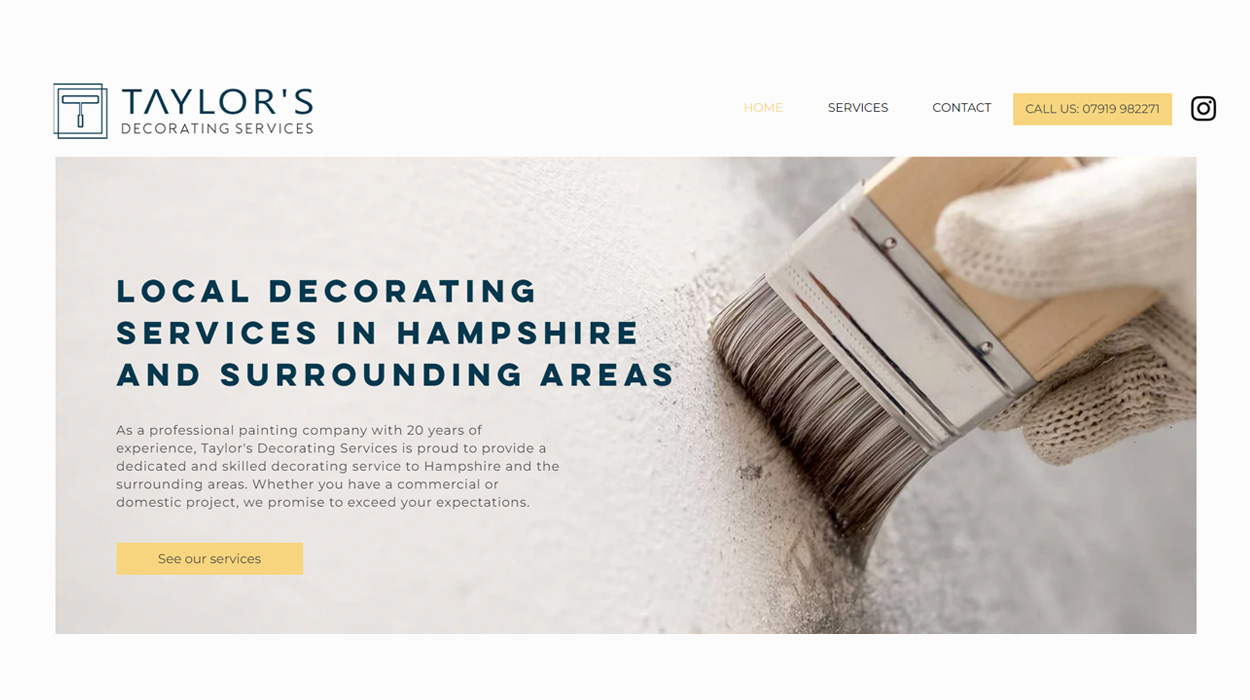 TAYLOR'S
DECORATING SERVICES
HOME SERVICES CONTACT CALL US: 07919 982271
LOCAL DECORATING
SERVICES IN HAMPSHIRE
AND SURROUNDING AREAS
As a professional painting company with 20 years of
experience, Taylor's Decorating Services is proud to provide a
dedicated and skilled decorating service to Hampshire and the
surrounding areas. Whether you have a commercial or
domestic project, we promise to exceed your expectations.
See our services